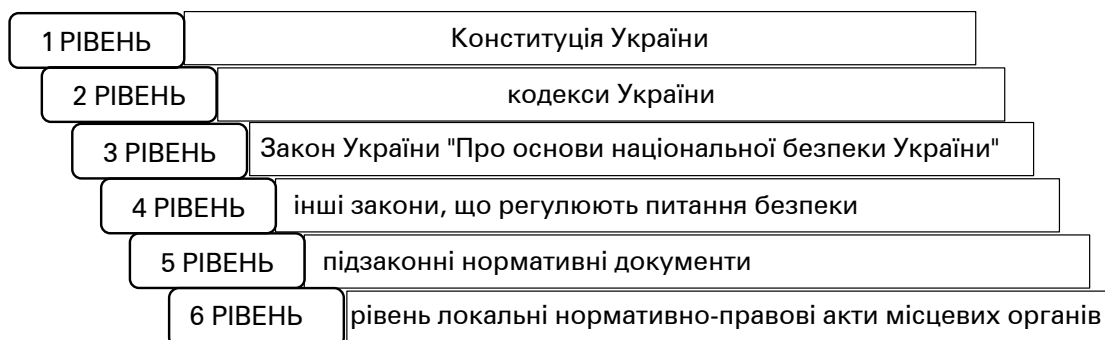 1 РІВЕНЬ Конституція України
2 РІВЕНЬ кодекси України
3 РІВЕНЬ Закон України "Про основи національної безпеки України"
4 РІВЕНЬ інші закони, що регулюють питання безпеки
5 РІВЕНЬ підзаконні нормативні документи
6 РІВЕНЬ рівень локальні нормативно-правові акти місцевих органів